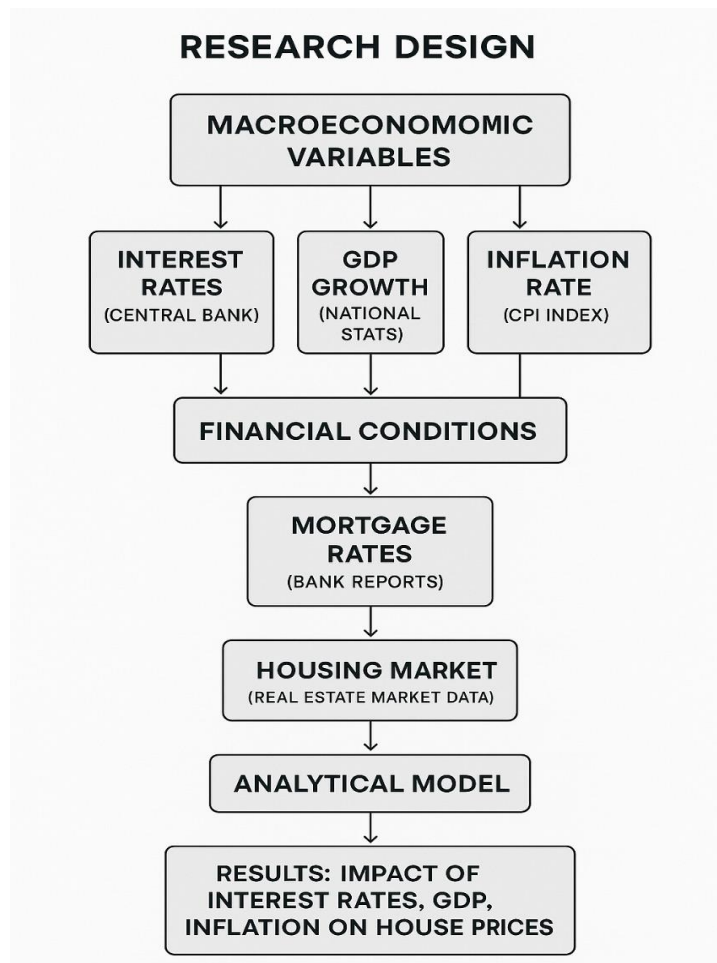 RESEARCH DESIGN
MACROECONOMOMIC
VARIABLES
INTEREST
RATES
(CENTRAL BANK)
GDP
GROWTH
(NATIONAL
STATS)
INFLATION
RATE
(CPI INDEX)
FINANCIAL CONDITIONS
MORTGAGE
RATES
(BANK REPORTS)
HOUSING MARKET
(REAL ESTATE MARKET DATA)
ANALYTICAL MODEL
RESULTS: IMPACT OF
INTEREST RATES, GDP,
INFLATION ON HOUSE PRICES